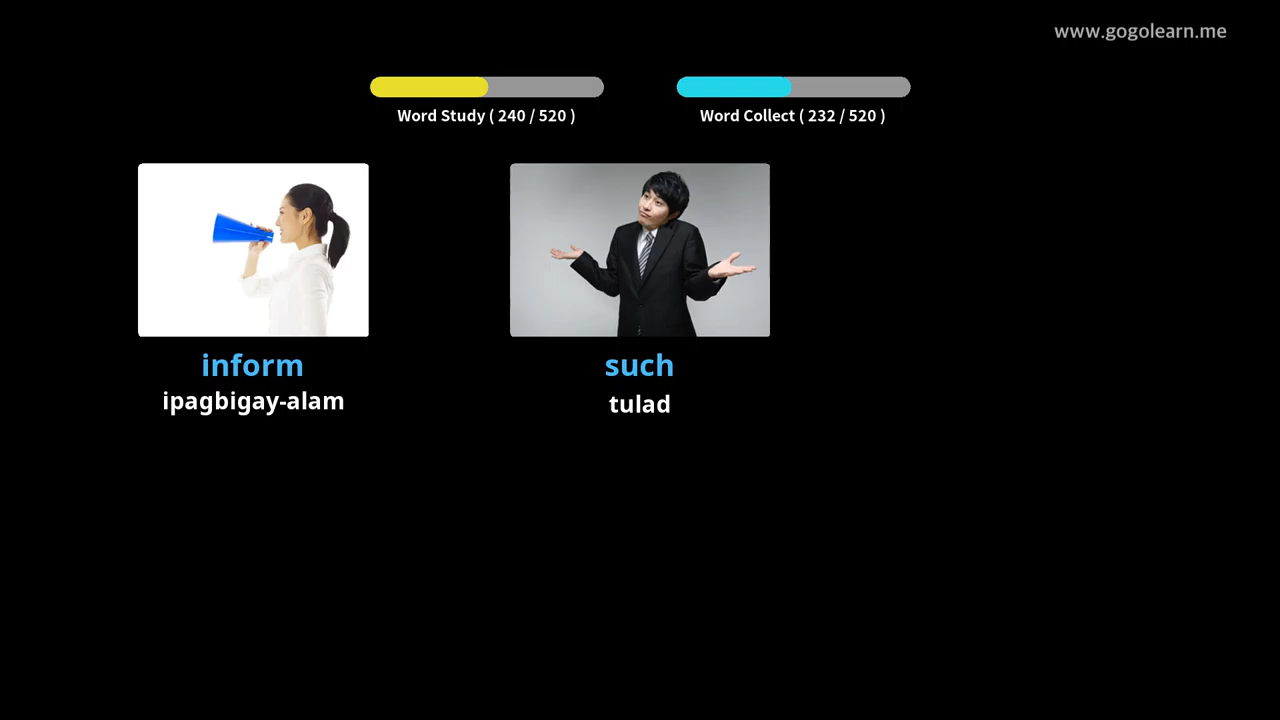 www.gogolearn.me
Word Study ( 240 / 520 )
Word Collect ( 232 / 520 )
inform
ipagbigay-alam
such
tulad